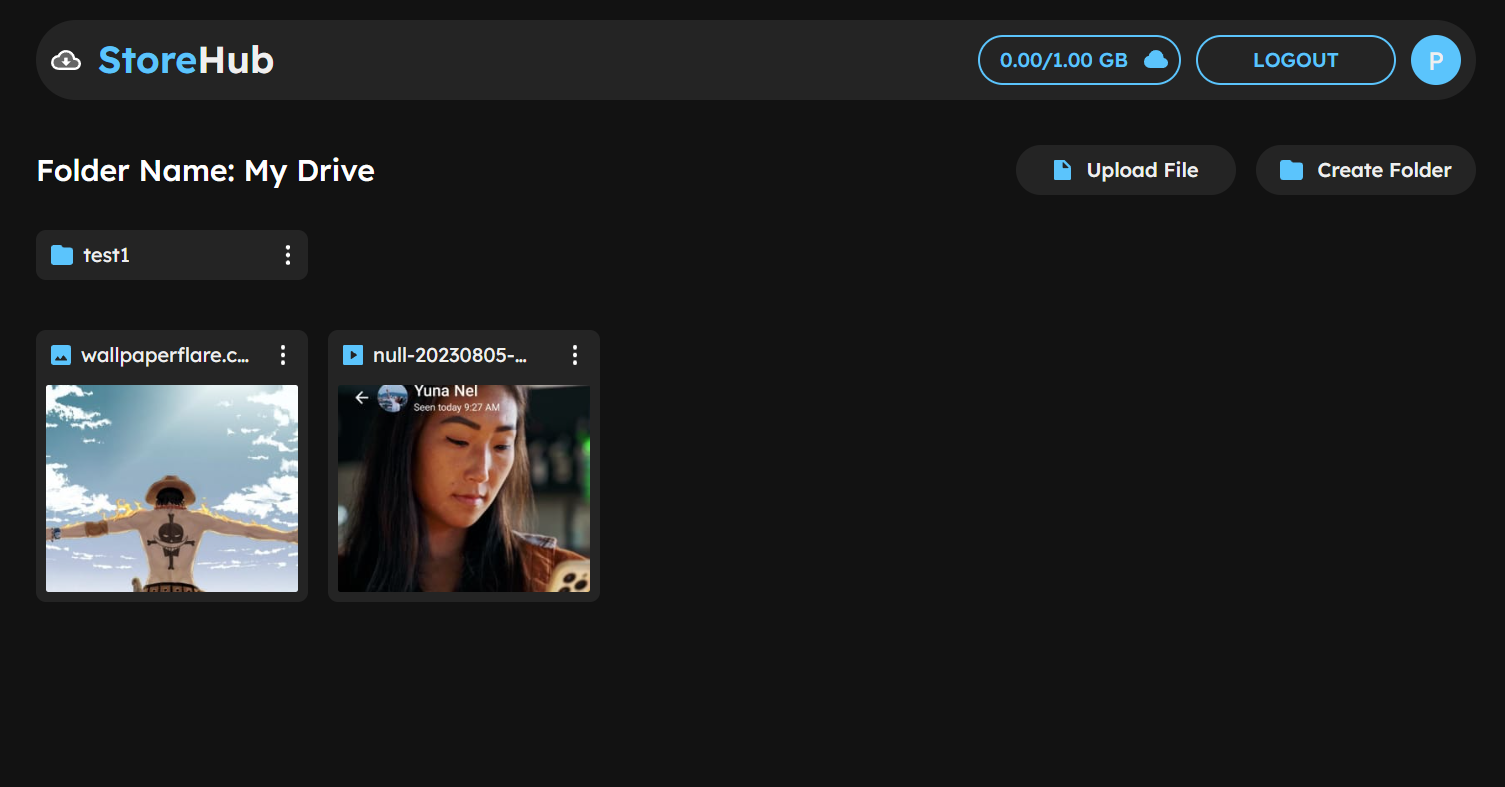 StoreHub
0.00/1.00 GB
LOGOUT
P
Folder Name: My Drive
Upload File
Create Folder
test1
wallpaperflare.c...
null-20230805-...
Yuna Nel
Seen today 9:27 AM